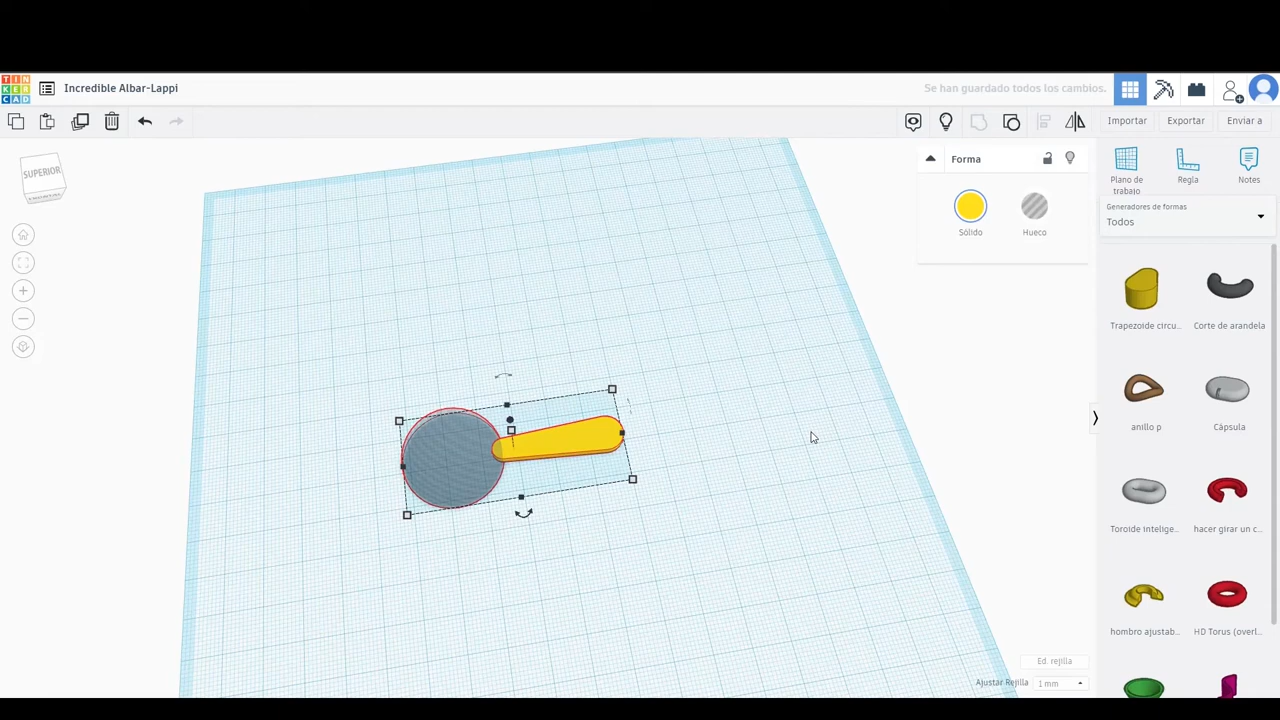 TIN
KER
CAD
Incredible Albar-Lappi
Se han guardado todos los cambios.
Importar
Exportar
Enviar a
SUPERIOR
Forma
Sólido
Hueco
Plano de
trabajo
Regla
Notes
Generadores de formas
Todos
Trapezoide circu...
Corte de arandela
anillo p
Cápsula
Toroide intelige...
hacer girar un c...
hombro ajustab...
HD Torus (overl...
Ed. rejilla
Ajustar Rejilla
1 mm